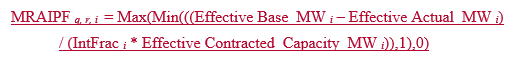 MRAIPF q, r, i = Max(Min(((Effective Base MW i – Effective Actual MW i)
/ (IntFrac i * Effective Contracted Capacity MW i)),1),0)